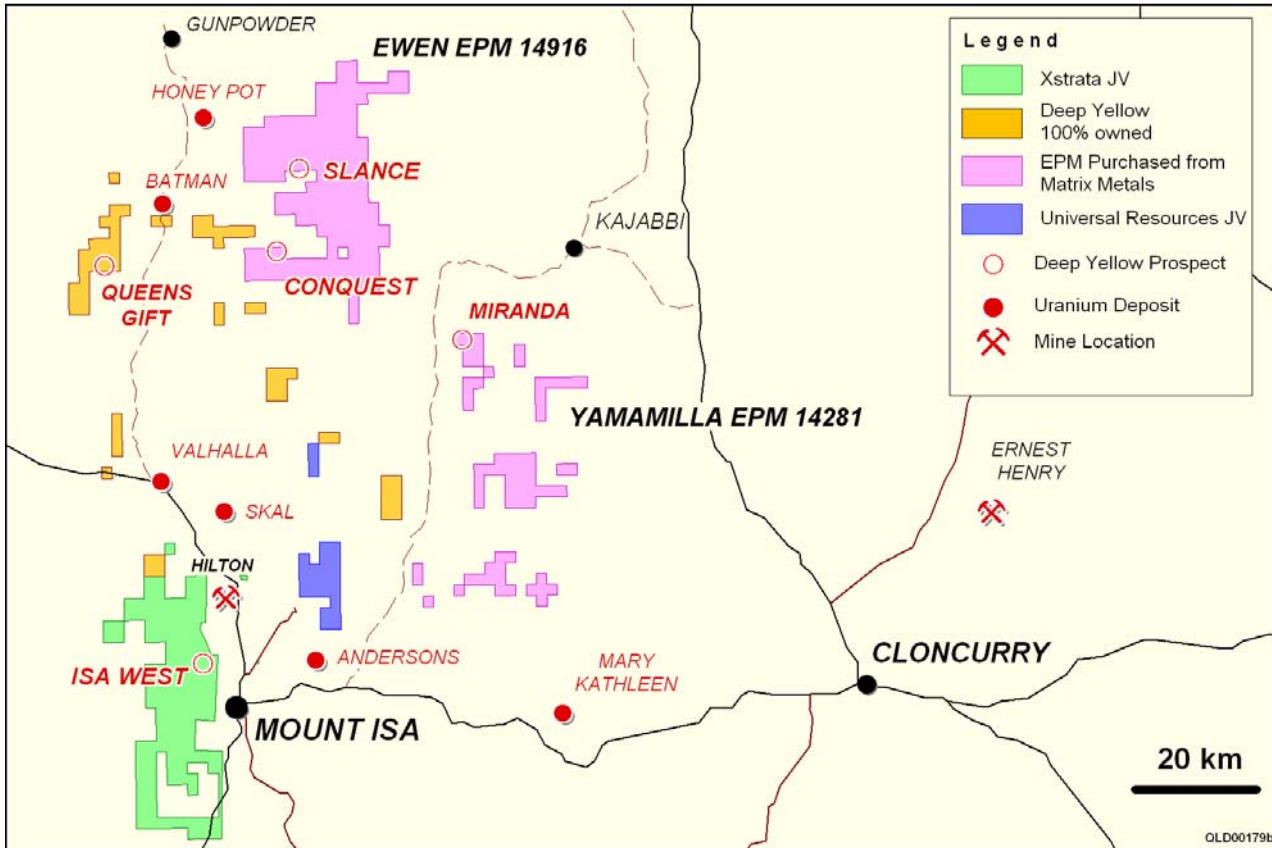 GUNPOWDER
EWEN EPM 14916
HONEY POT
SLANCE
BATMAN
KAJABBI
CONQUEST
QUEENS
GIFT
MIRANDA
YAMAMILLA EPM 14281
VALHALLA
SKAL
ERNEST
HENRY
HILTON
ISA WEST
ANDERSONS
MARY
KATHLEEN
CLONCURRY
MOUNT ISA
Legend
Xstrata JV
Deep Yellow
100% owned
EPM Purchased from
Matrix Metals
Universal Resources JV
Deep Yellow Prospect
Uranium Deposit
Mine Location
20 km
QLD00179b